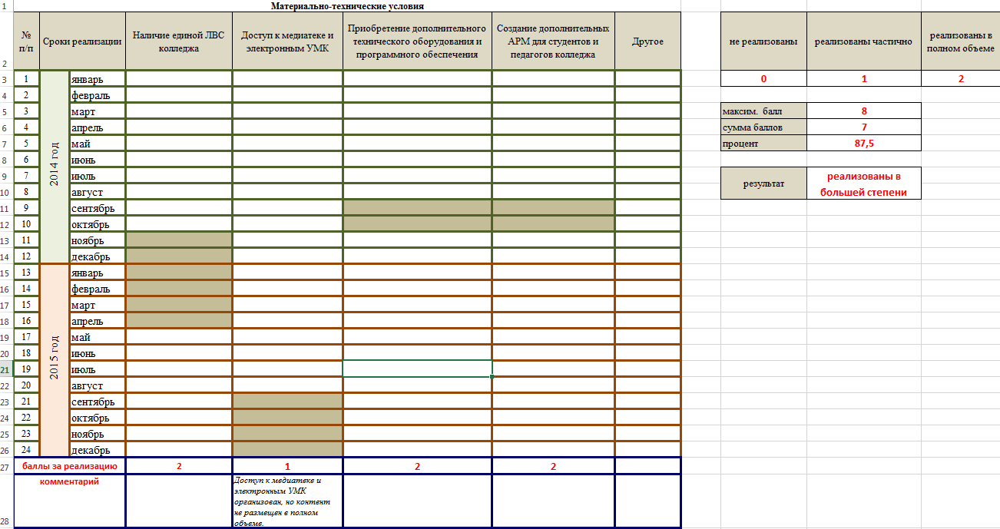 1 Материально-технические условия
2 № п/п Сроки реализации Наличие единой ЛВС колледжа Доступ к медиатеке и электронным УМК Приобретение дополнительного технического оборудования и программного обеспечения Создание дополнительных АРМ для студентов и педагогов колледжа Другое не реализованы реализованы частично реализованы в полном объеме
3 1 январь 0 1 2
4 2 февраль
5 3 март максим. балл 8
6 4 апрель сумма баллов 7
7 5 май процент 87,5
8 6 июнь
2014 год
9 7 июль результат реализованы в большей степени
10 8 август
11 9 сентябрь
12 10 октябрь
13 11 ноябрь
14 12 декабрь
15 13 январь
16 14 февраль
17 15 март
18 16 апрель
19 17 май
20 18 июнь
2015 год
21 19 июль
22 20 август
23 21 сентябрь
24 22 октябрь
25 23 ноябрь
26 24 декабрь
27 баллы за реализацию 2 1 2 2
28 комментарий
Доступ к медиатеке и
электронным УМК
организован, но контент
не размещен в полном
объеме.